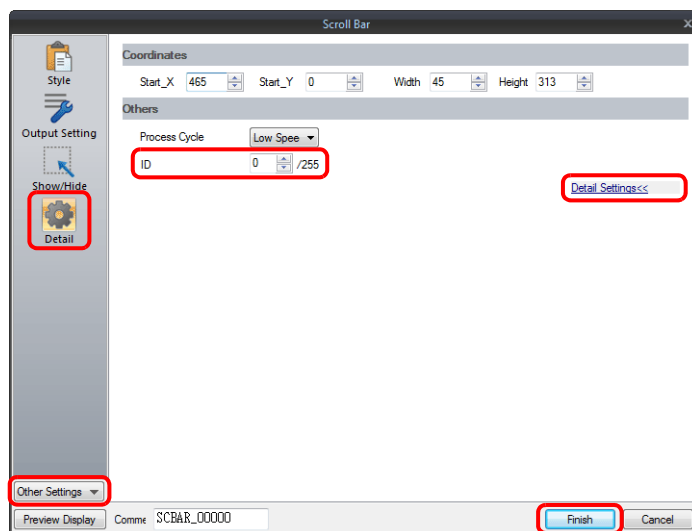 Scroll Bar
Style
Output Setting
Show/Hide
Detail
Coordinates
Start_X 465 Start_Y 0 Width 45 Height 313
Others
Process Cycle Low Spee
ID 0 /255
Detail Settings<<
Other Settings
Preview Display Comme SCBAR_00000 Finish Cancel